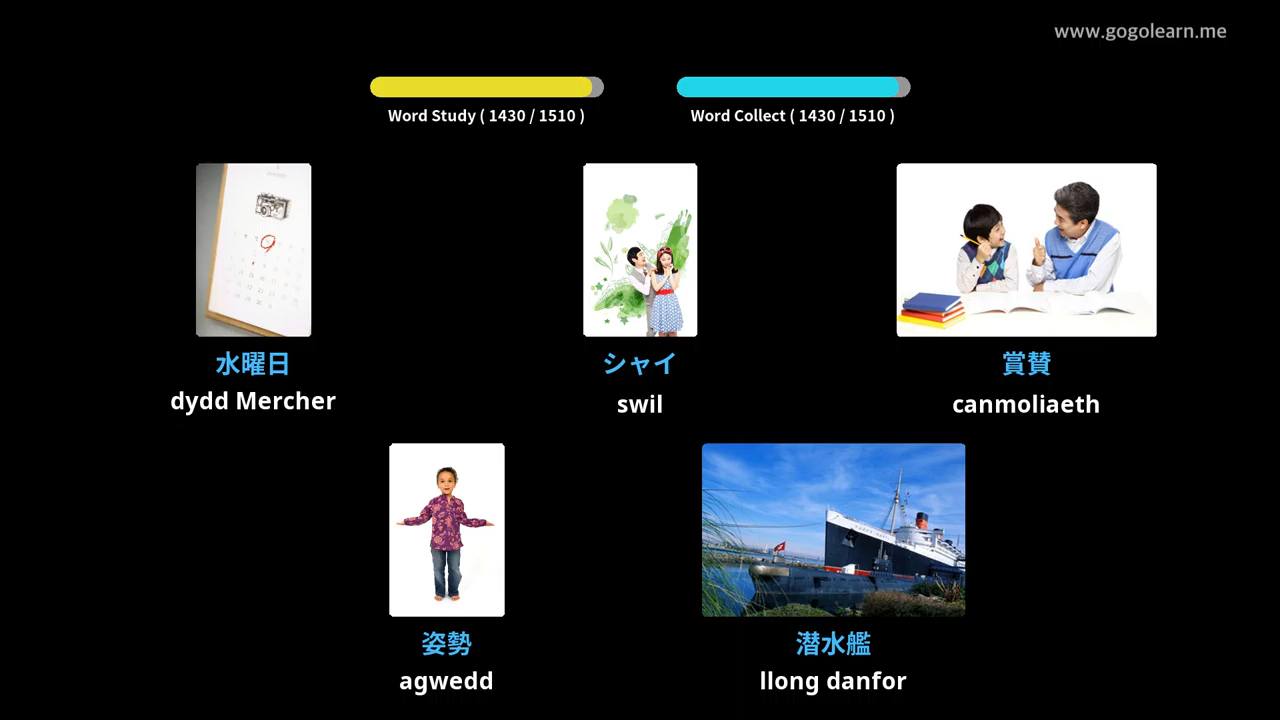 www.gogolearn.me
Word Study ( 1430 / 1510 )
Word Collect ( 1430 / 1510 )
水曜日
dydd Mercher
シャイ
swil
賞賛
canmoliaeth
姿勢
agwedd
潜水艦
llong danfor